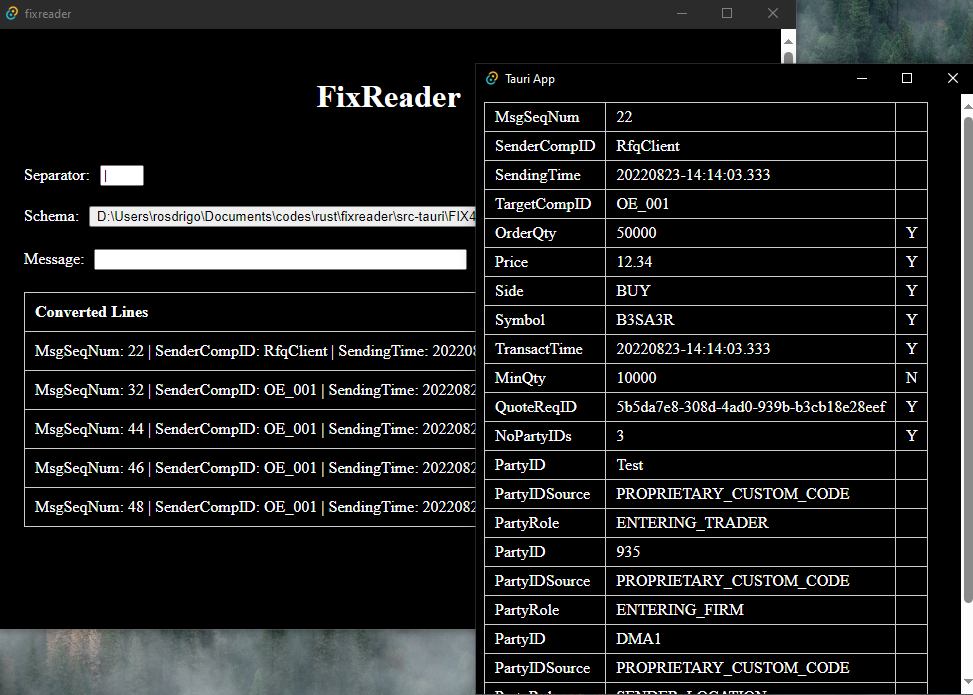 fixreader
FixReader
Separator: |
Schema: D:\Users\rosdrigo\Documents\codes\rust\fixreader\src-tauri\FIX4
Message:
Converted Lines
MsgSeqNum: 22 | SenderCompID: RfqClient | SendingTime: 20220
MsgSeqNum: 32 | SenderCompID: OE_001 | SendingTime: 2022082
MsgSeqNum: 44 | SenderCompID: OE_001 | SendingTime: 2022082
MsgSeqNum: 46 | SenderCompID: OE_001 | SendingTime: 2022082
MsgSeqNum: 48 | SenderCompID: OE_001 | SendingTime: 2022082
Tauri App
MsgSeqNum 22
SenderCompID RfqClient
SendingTime 20220823-14:14:03.333
TargetCompID OE_001
OrderQty 50000 Y
Price 12.34 Y
Side BUY Y
Symbol B3SA3R Y
TransactTime 20220823-14:14:03.333 Y
MinQty 10000 N
QuoteReqID 5b5da7e8-308d-4ad0-939b-b3cb18e28eef Y
NoPartyIDs 3 Y
PartyID Test
PartyIDSource PROPRIETARY_CUSTOM_CODE
PartyRole ENTERING_TRADER
PartyID 935
PartyIDSource PROPRIETARY_CUSTOM_CODE
PartyRole ENTERING_FIRM
PartyID DMA1
PartyIDSource PROPRIETARY_CUSTOM_CODE
PartyRole SENDER_LOCATION